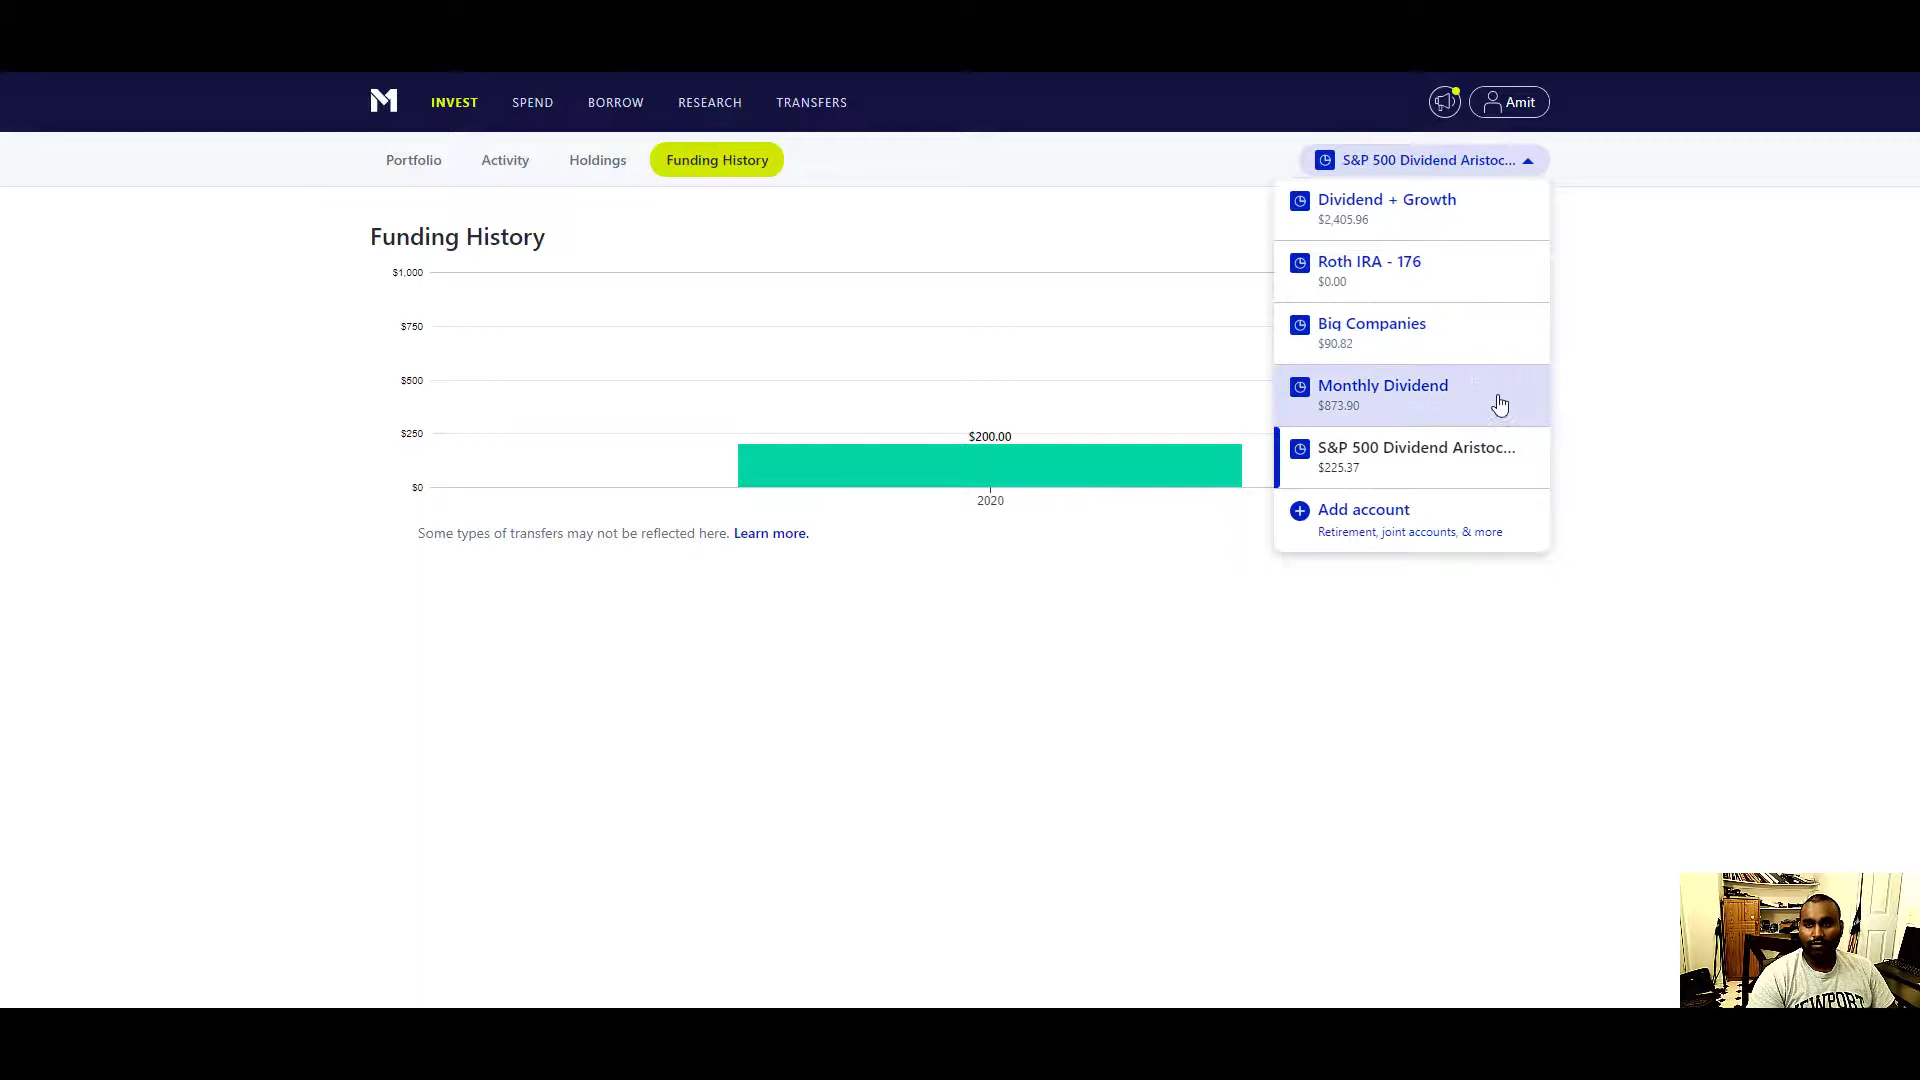 INVEST SPEND BORROW RESEARCH TRANSFERS Amit
Portfolio Activity Holdings Funding History S&P 500 Dividend Aristoc...
Dividend + Growth
$2,405.96
Roth IRA - 176
$0.00
Big Companies
$90.82
Monthly Dividend
$873.90
S&P 500 Dividend Aristoc...
$225.37
Add account
Retirement, joint accounts, & more
Funding History
$1,000
$750
$500
$250
$0
$200.00
2020
Some types of transfers may not be reflected here. Learn more.
NEWPORT